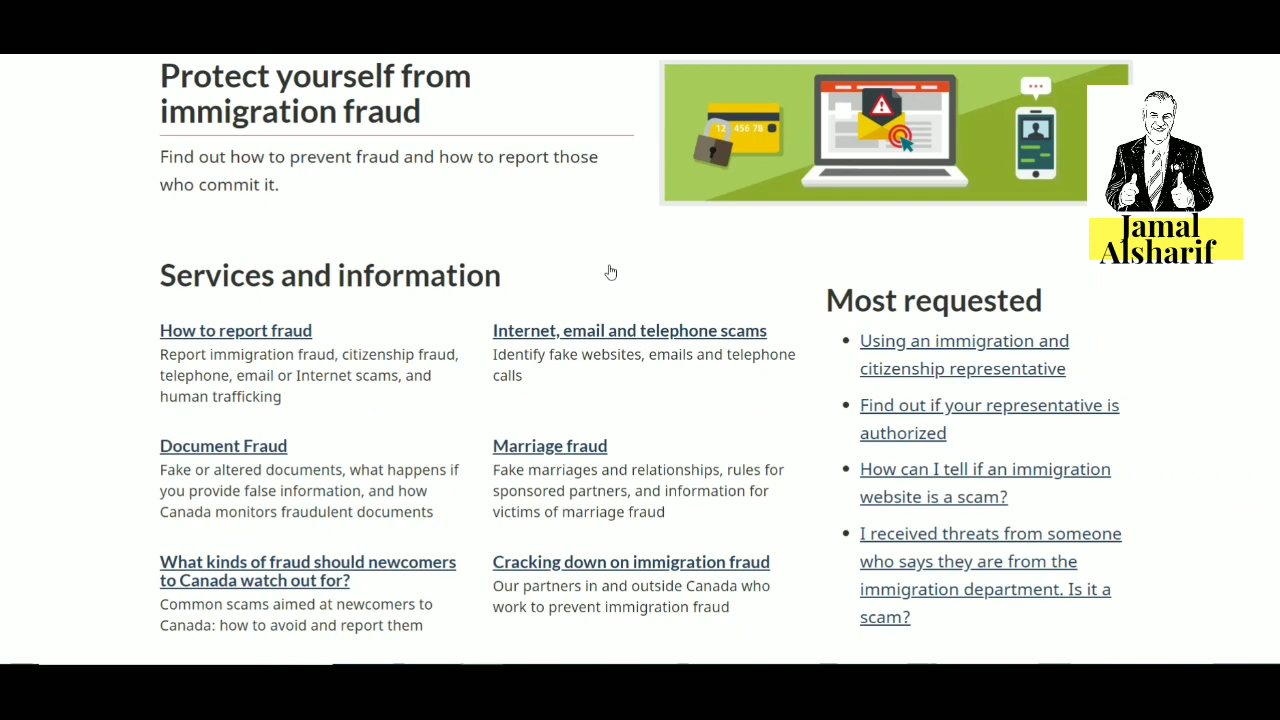 Protect yourself from
immigration fraud
Find out how to prevent fraud and how to report those
who commit it.
12 456 78
Jamal
Alsharif
Services and information
How to report fraud
Report immigration fraud, citizenship fraud,
telephone, email or Internet scams, and
human trafficking
Internet, email and telephone scams
Identify fake websites, emails and telephone
calls
Document Fraud
Fake or altered documents, what happens if
you provide false information, and how
Canada monitors fraudulent documents
Marriage fraud
Fake marriages and relationships, rules for
sponsored partners, and information for
victims of marriage fraud
What kinds of fraud should newcomers
to Canada watch out for?
Common scams aimed at newcomers to
Canada: how to avoid and report them
Cracking down on immigration fraud
Our partners in and outside Canada who
work to prevent immigration fraud
Most requested
Using an immigration and
citizenship representative
Find out if your representative is
authorized
How can I tell if an immigration
website is a scam?
I received threats from someone
who says they are from the
immigration department. Is it a
scam?